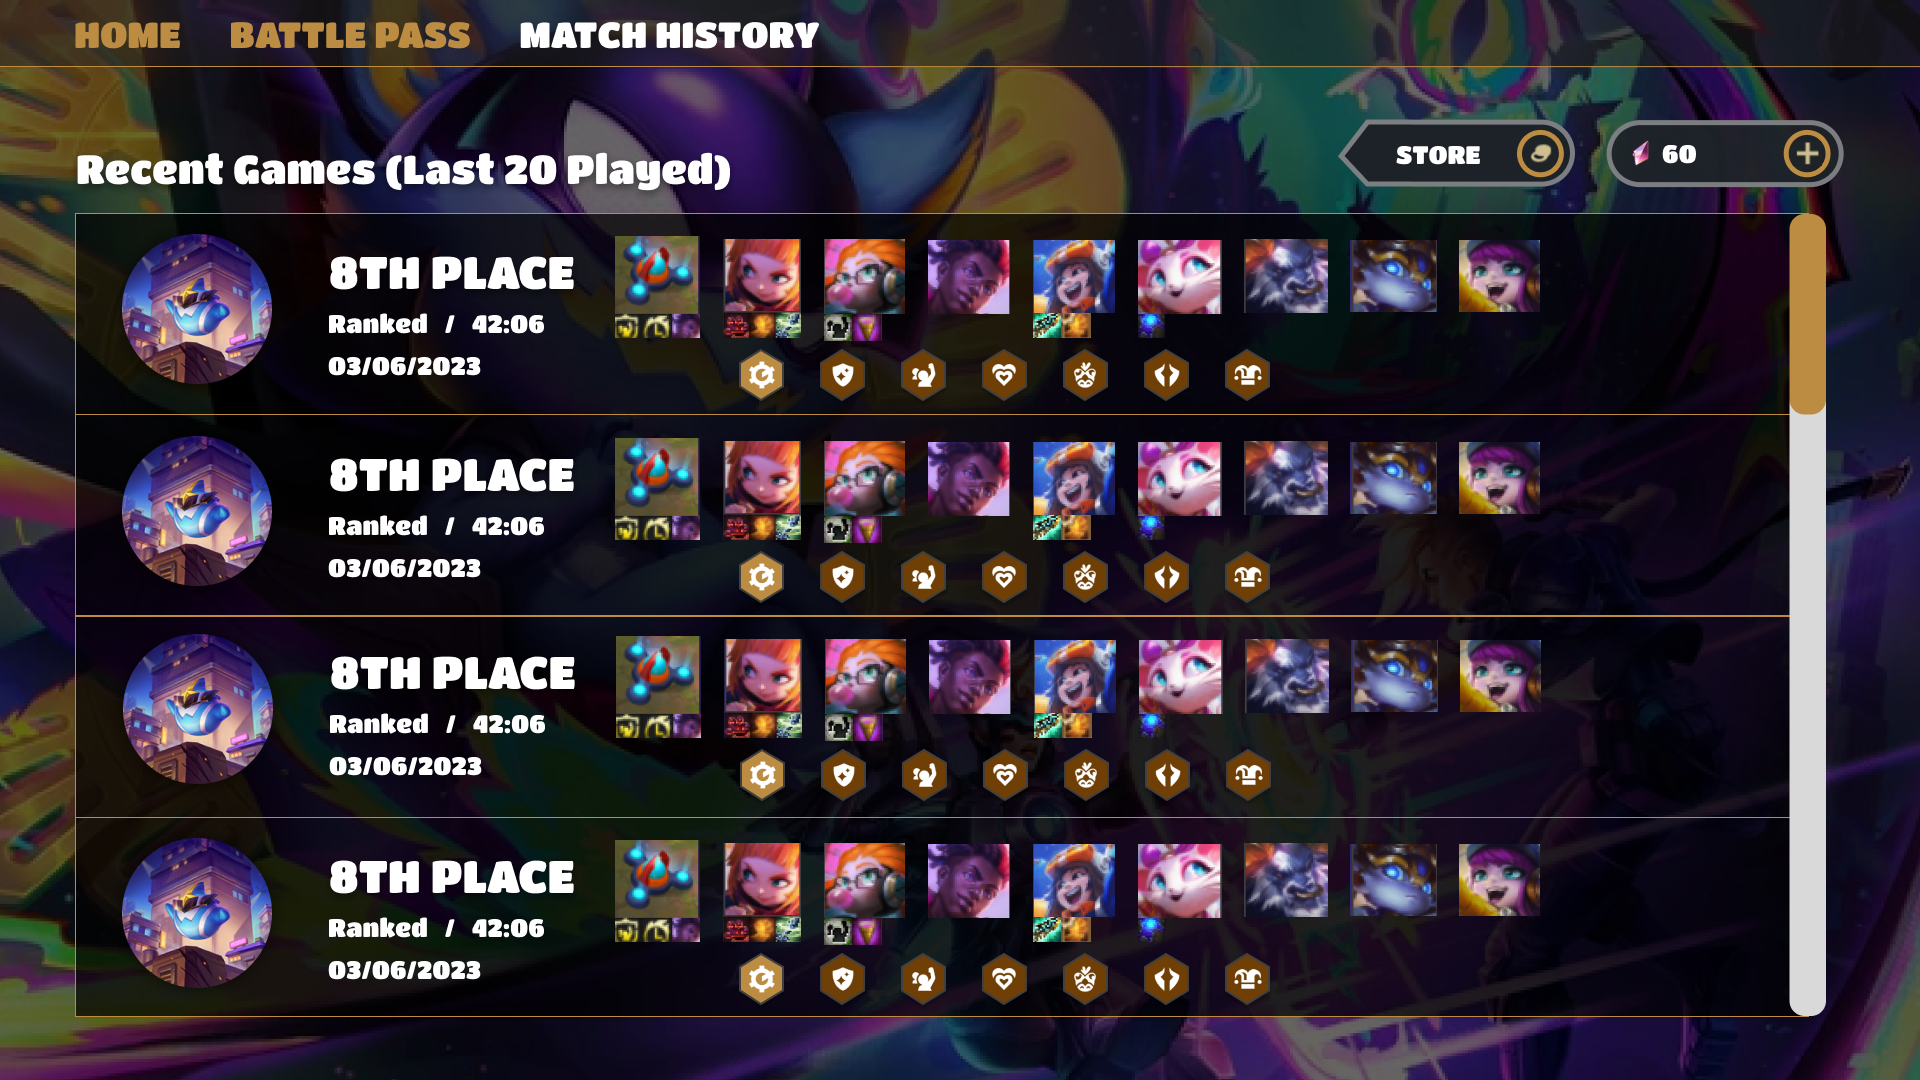 HOME BATTLE PASS MATCH HISTORY
Recent Games (Last 20 Played)
STORE
60
8TH PLACE
Ranked / 42:06
03/06/2023
8TH PLACE
Ranked / 42:06
03/06/2023
8TH PLACE
Ranked / 42:06
03/06/2023
8TH PLACE
Ranked / 42:06
03/06/2023